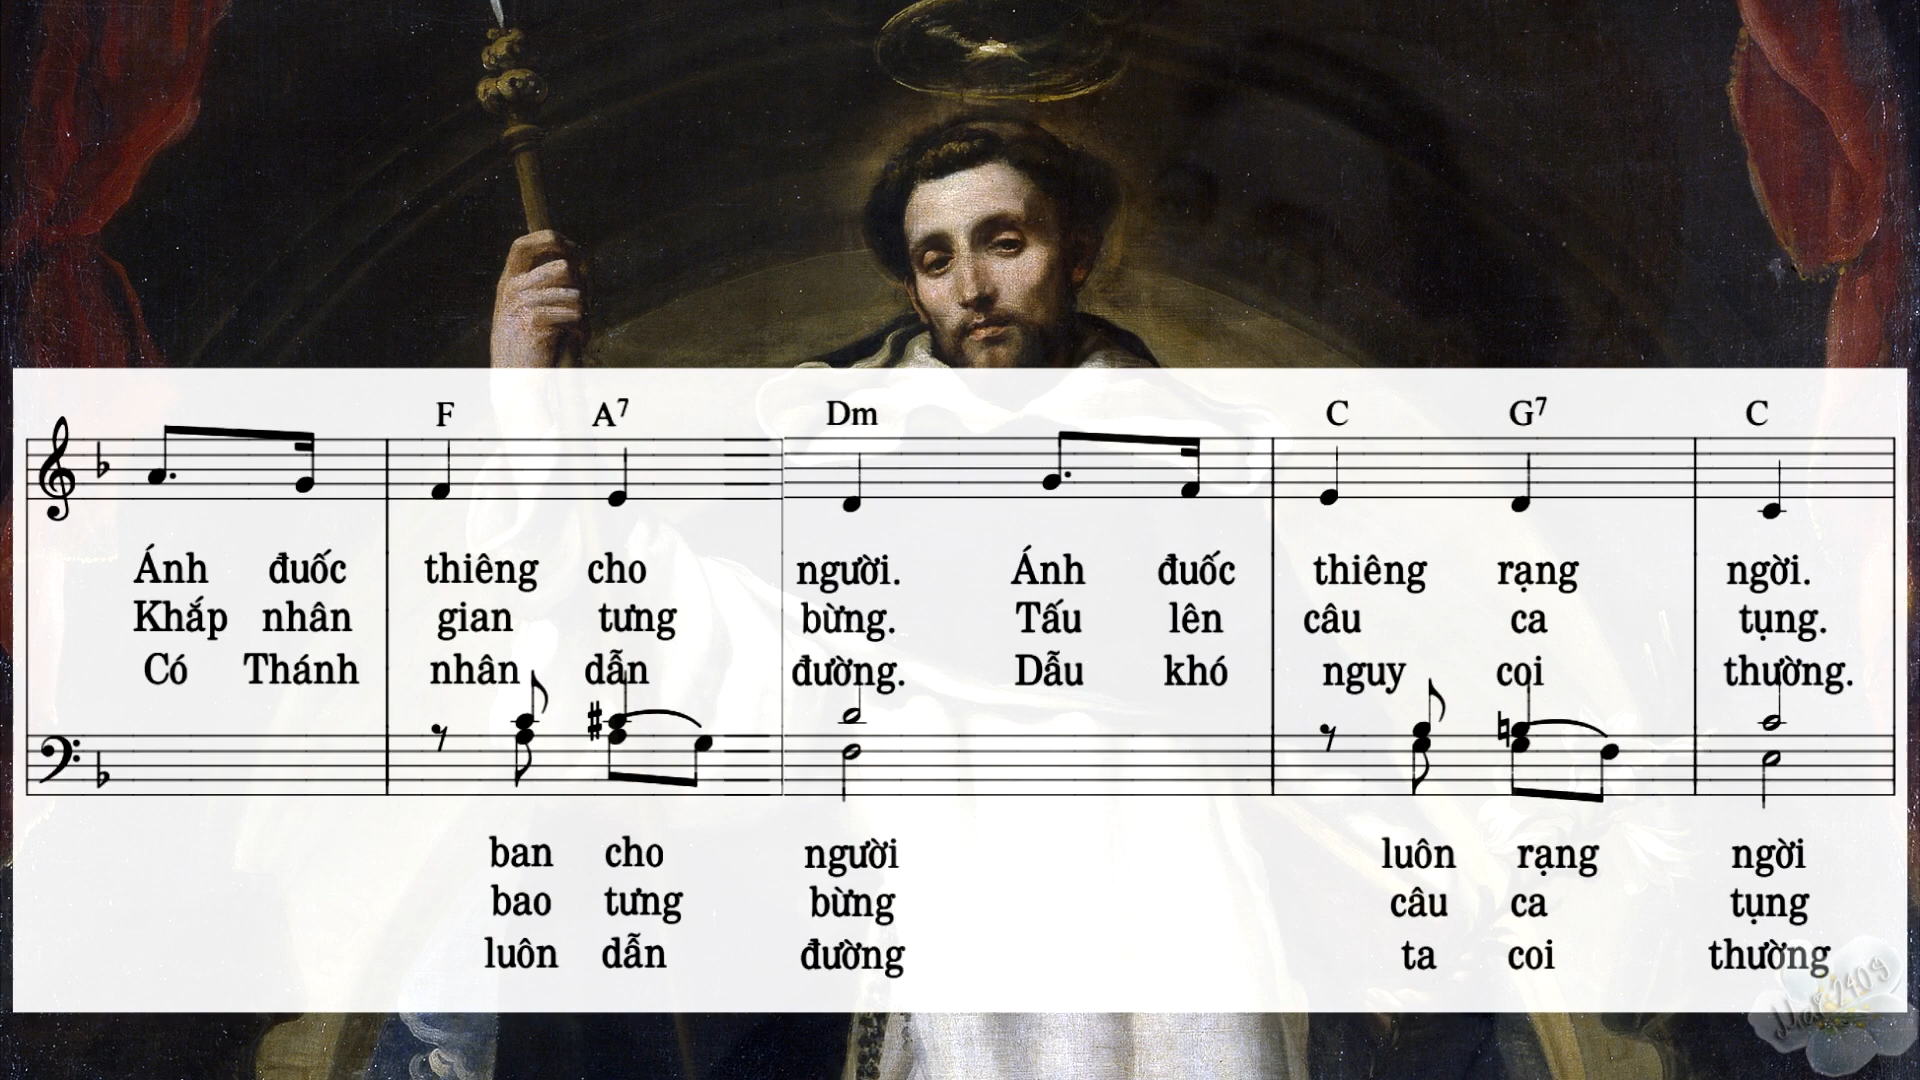 F A7 Dm C G7 C
Ánh đuốc thiêng cho người. Ánh đuốc thiêng rạng ngời.
Khắp nhân gian tưng bừng. Tấu lên câu ca tụng.
Có Thánh nhân dẫn đường. Dẫu khó nguy coi thường.
ban cho người luôn rạng ngời
bao tưng bừng câu ca tụng
luôn dẫn đường ta coi thường